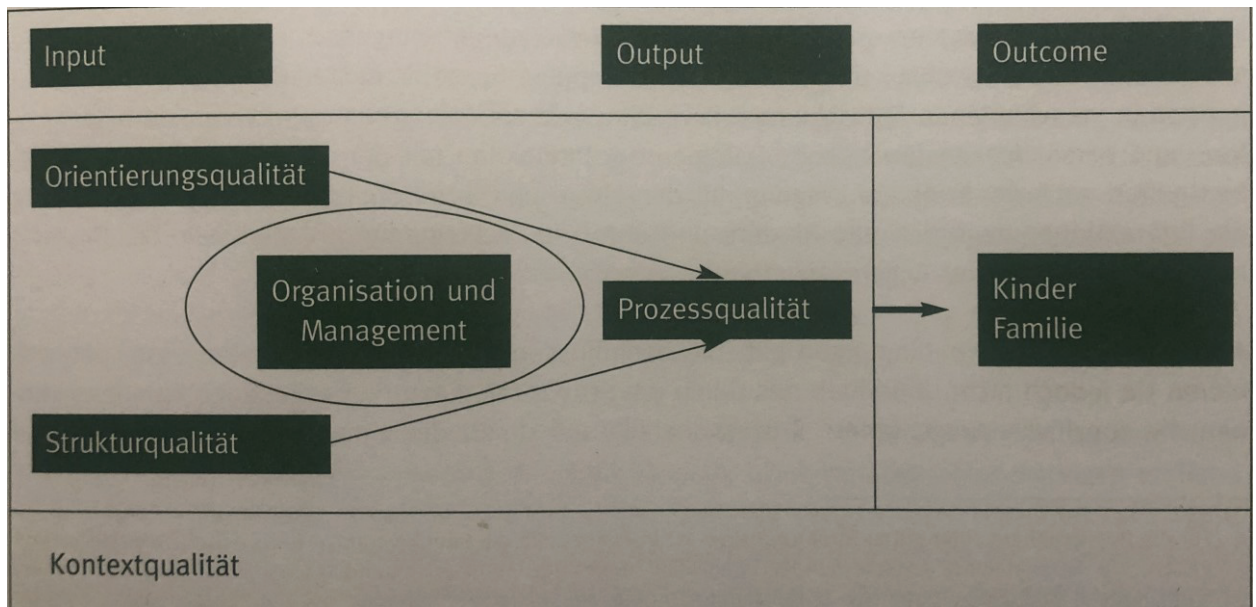 Input
Output
Outcome
Orientierungsqualität
Organisation und
Management
Prozessqualität
Kinder
Familie
Strukturqualität
Kontextqualität